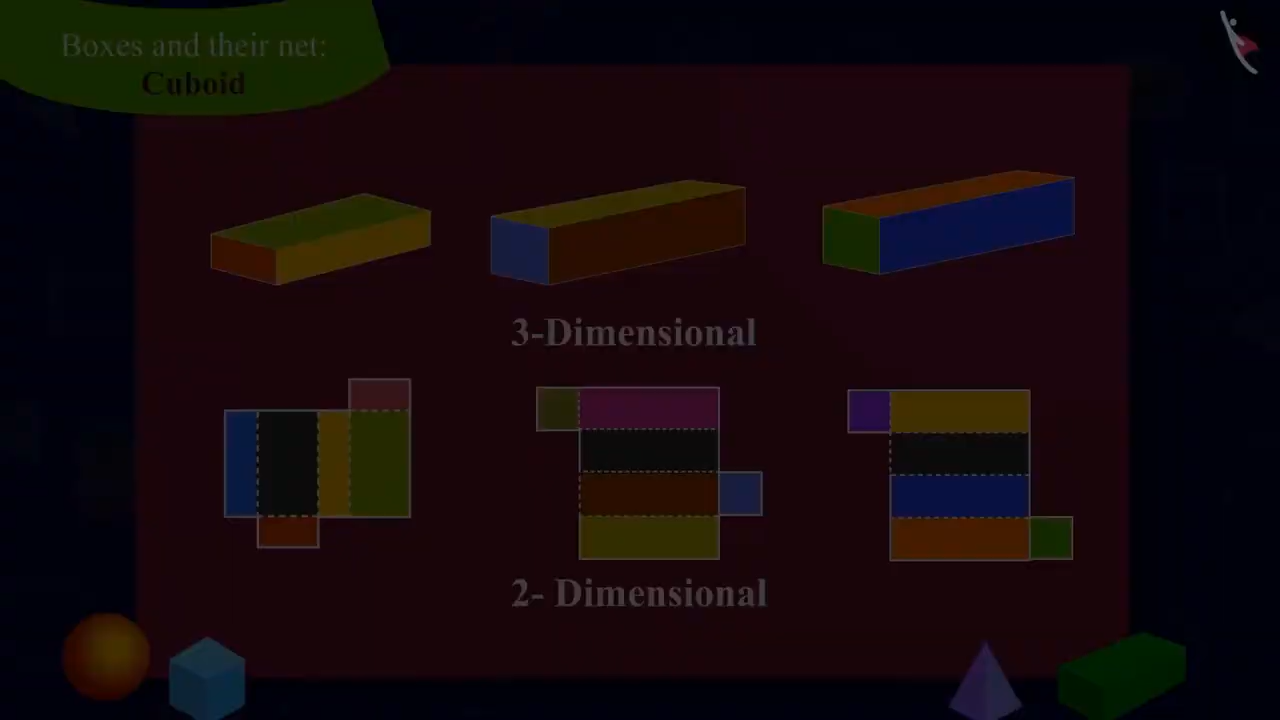 Boxes and their net:
Cuboid
3-Dimensional
2- Dimensional